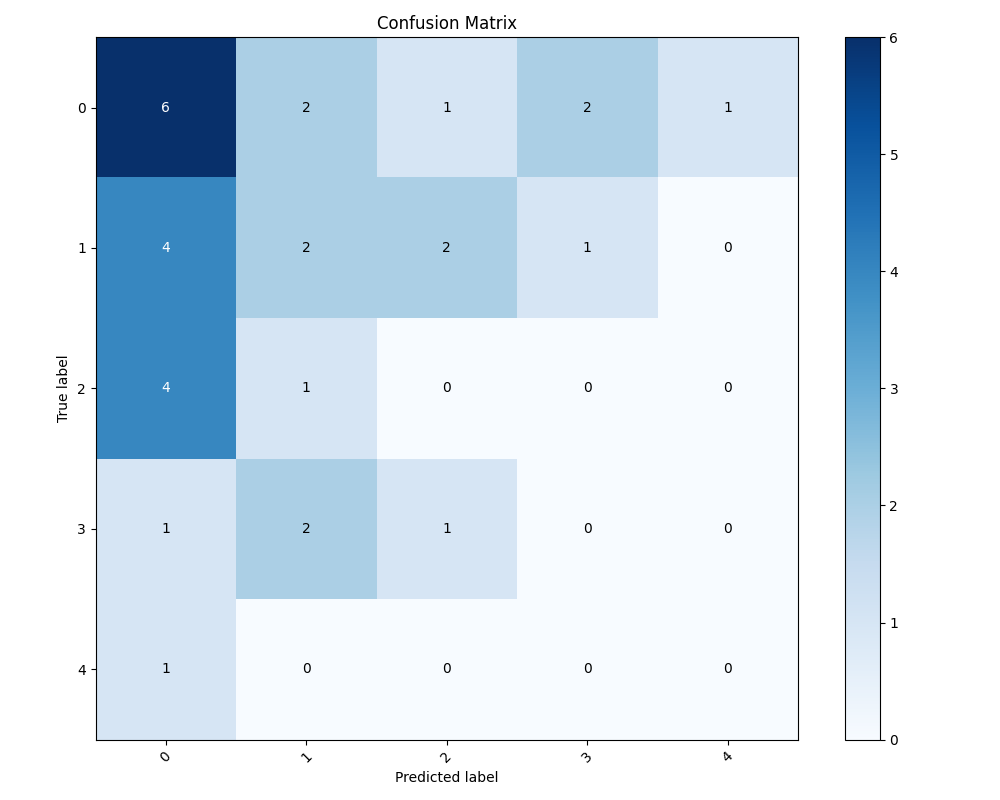 Confusion Matrix
0 6 2 1 2 1
1 4 2 2 1 0
2 4 1 0 0 0
3 1 2 1 0 0
4 1 0 0 0 0
True label
0 1 2 3 4
Predicted label
6
5
4
3
2
1
0